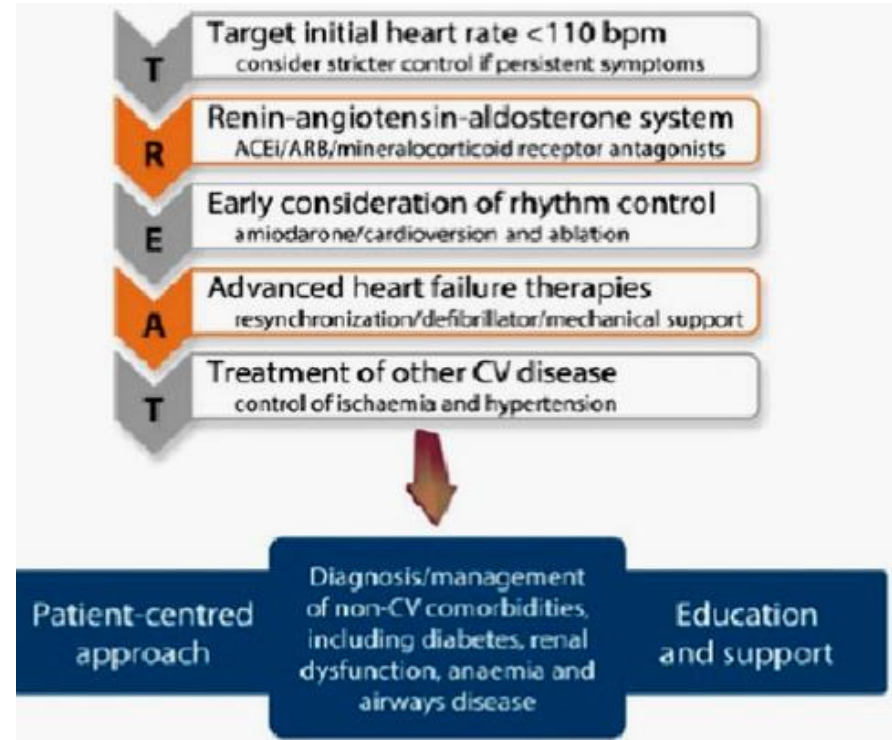 T
Target initial heart rate <110 bpm
consider stricter control if persistent symptoms
R
Renin-angiotensin-aldosterone system
ACEi/ARB/mineralocorticoid receptor antagonists
E
Early consideration of rhythm control
amiodarone/cardioversion and ablation
A
Advanced heart failure therapies
resynchronization/defibrillator/mechanical support
T
Treatment of other CV disease
control of ischaemia and hypertension
Patient-centred
approach
Diagnosis/management
of non-CV comorbidities,
including diabetes, renal
dysfunction, anaemia and
airways disease
Education
and support